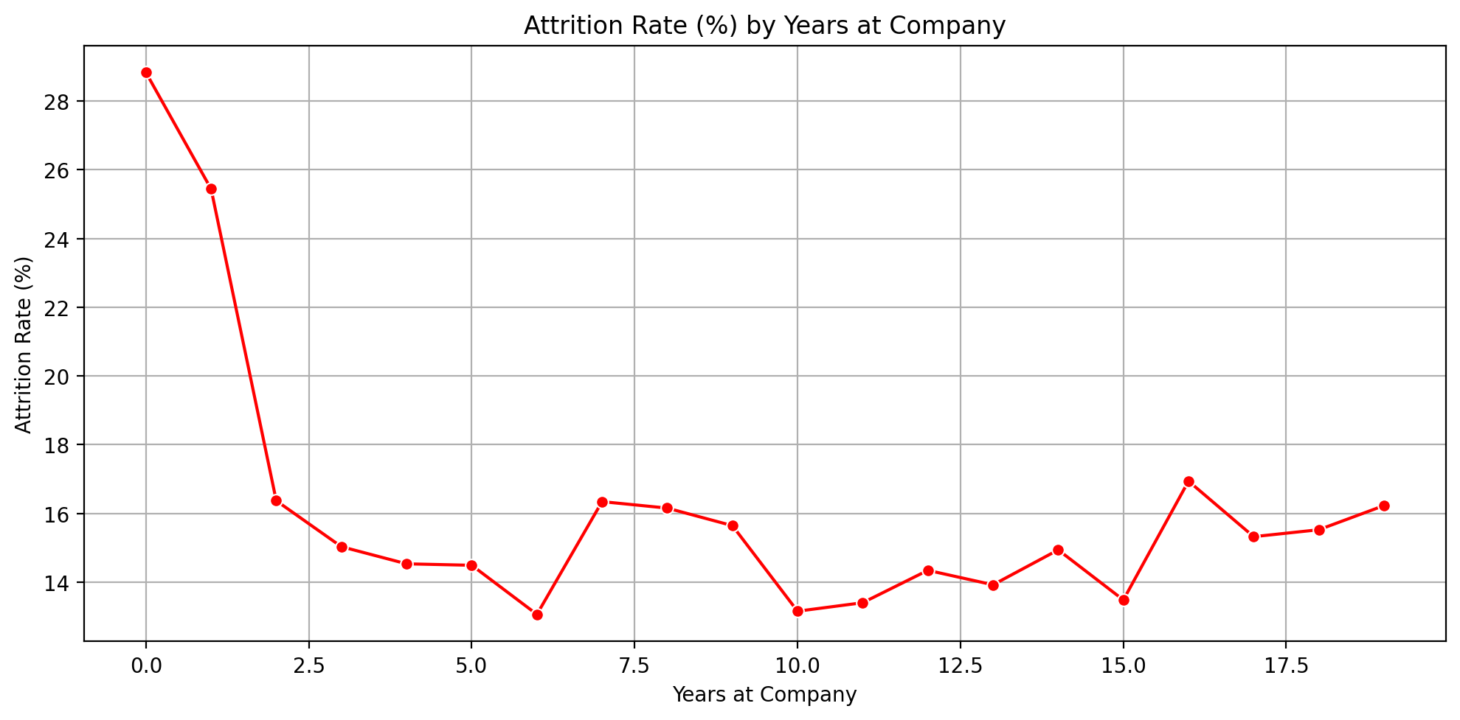 Attrition Rate (%) by Years at Company
Attrition Rate (%)
28
26
24
22
20
18
16
14
0.0 2.5 5.0 7.5 10.0 12.5 15.0 17.5
Years at Company